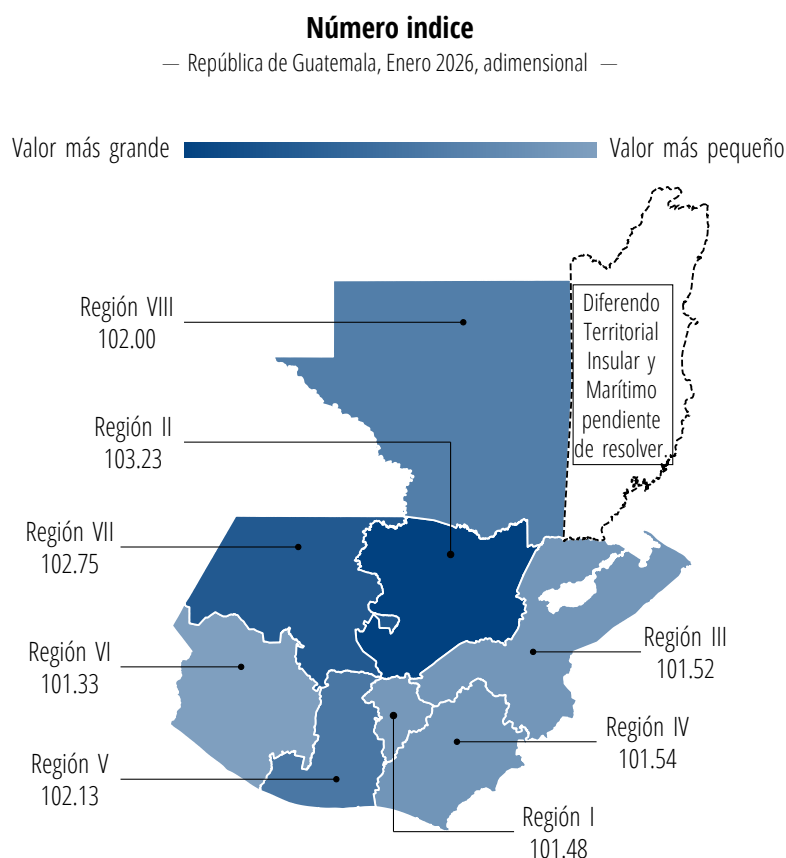 Número indice
— República de Guatemala, Enero 2026, adimensional —
Valor más grande
Valor más pequeño
Diferendo
Territorial
Insular y
Marítimo
pendiente
de resolver.
Región VIII
102.00
Región II
103.23
Región VII
102.75
Región III
101.52
Región VI
101.33
Región IV
101.54
Región V
102.13
Región I
101.48